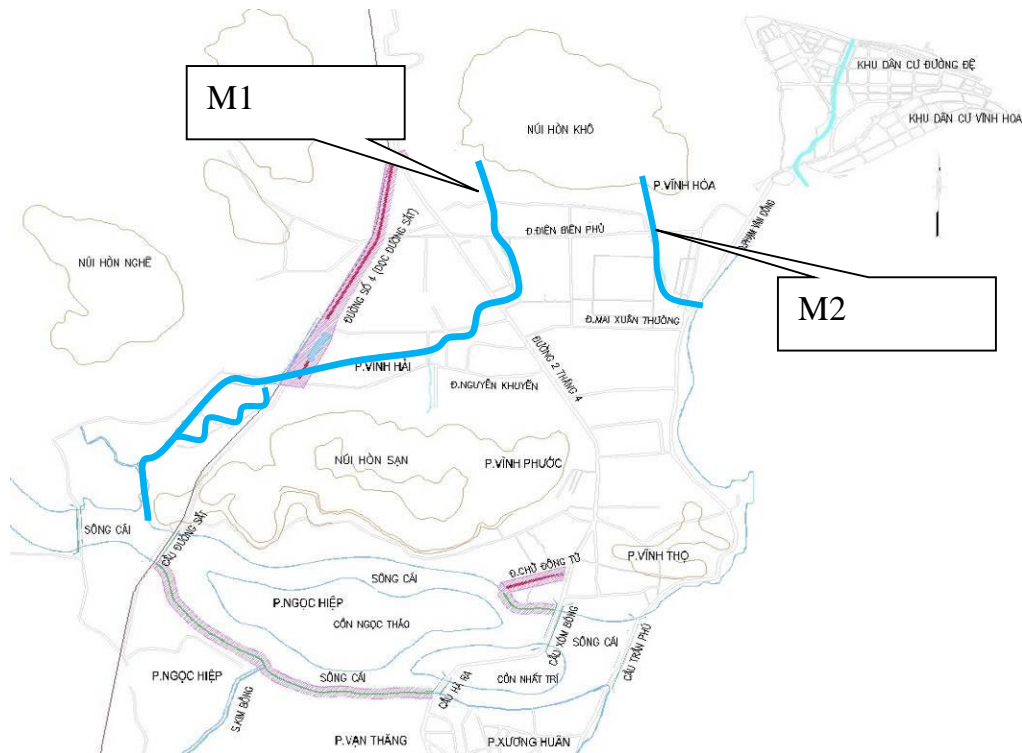 KHU DÂN CƯ ĐƯỜNG ĐỆ
M1
KHU DÂN CƯ VĨNH HOA
NÚI HÒN KHÔ
P.VĨNH HÒA
Đ.PHẠM VĂN ĐỒNG
Đ.ĐIỆN BIÊN PHỦ
NÚI HÒN NGHÊ
ĐƯỜNG SỐ 4 (DỌC ĐƯỜNG SẮT)
M2
Đ.MAI XUÂN THƯỞNG
P.VĨNH HẢI
ĐƯỜNG 2 THÁNG 4
Đ.NGUYỄN KHUYẾN
NÚI HÒN SẠN
P.VĨNH PHƯỚC
SÔNG CÁI
CẦU ĐƯỜNG SẮT
P.VĨNH THỌ
Đ.CHỬ ĐỒNG TỬ
SÔNG CÁI
P.NGỌC HIỆP
CỒN NGỌC THẢO
CẦU XÓM BÓNG
SÔNG CÁI
CẦU TRẦN PHÚ
P.NGỌC HIỆP
SÔNG CÁI
CỒN NHẤT TRÍ
CẦU HÀ RA
S.KIM BỒNG
P.VẠN THẮNG
P.XƯƠNG HUÂN